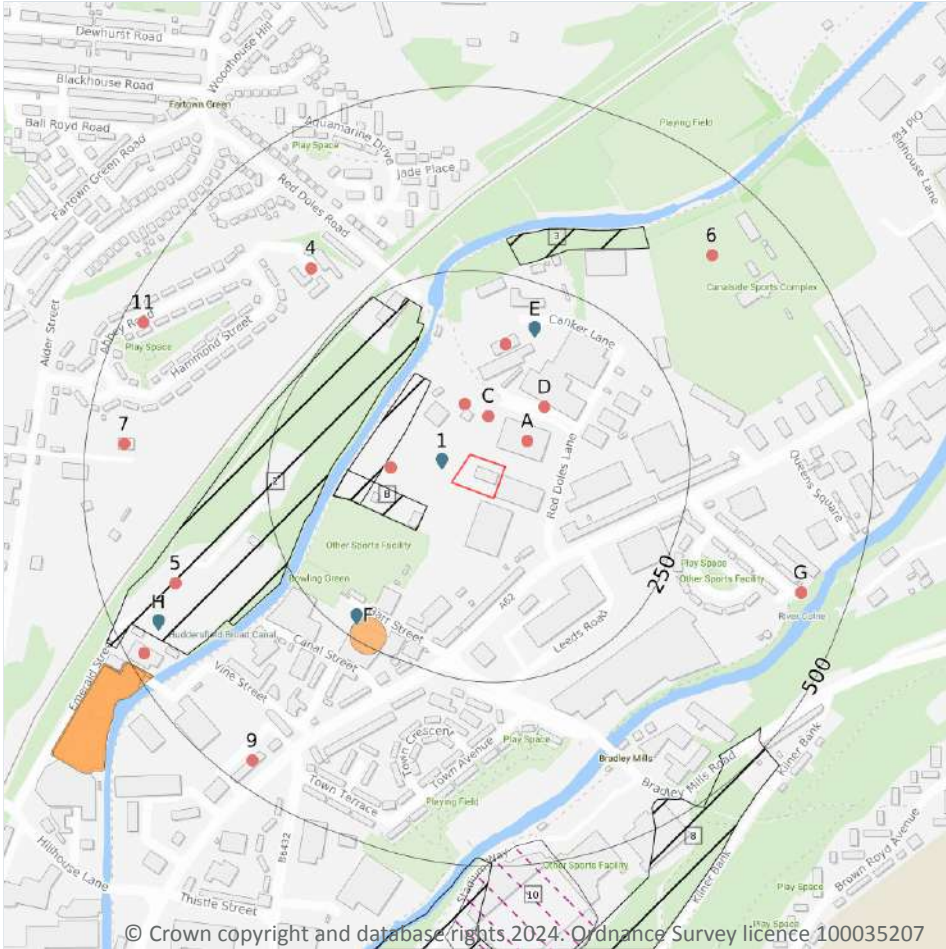 Dewhurst Road
Woodhouse Hill
Blackhouse Road
Fartown Green
Ball Royd Road
Aquamarine Drive
Playing Field
Play Space
Old Fieldhouse Lane
Fartown Green Road
Jade Place
Red Doles Road
3
4
6
Canalside Sports Complex
11
Abbey Road
E
Canker Lane
Alder Street
Play Space
Hammond Street
D
C
A
7
1
Red Doles Lane
Queens Square
2
B
Other Sports Facility
250
Play Space
Other Sports Facility
5
Bowling Green
G
A62
River Colne
H
F
Huddersfield Broad Canal
Canal Street
Leeds Road
Emerald Street
Vine Street
500
9
Town Crescent
Play Space
Town Avenue
Bradley Mills
Kilner Bank
Bradley Mills Road
Town Terrace
Playing Field
8
B6432
Hillhouse Lane
Stadium Way
Other Sports Facility
Brown Royd Avenue
Kilner Bank
10
Play Space
Thistle Street
Play Space
© Crown copyright and database rights 2024. Ordnance Survey licence 100035207